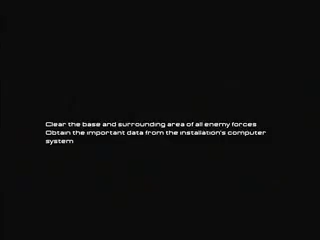 Clear the base and surrounding area of all enemy forces
Obtain the important data from the installation's computer
system